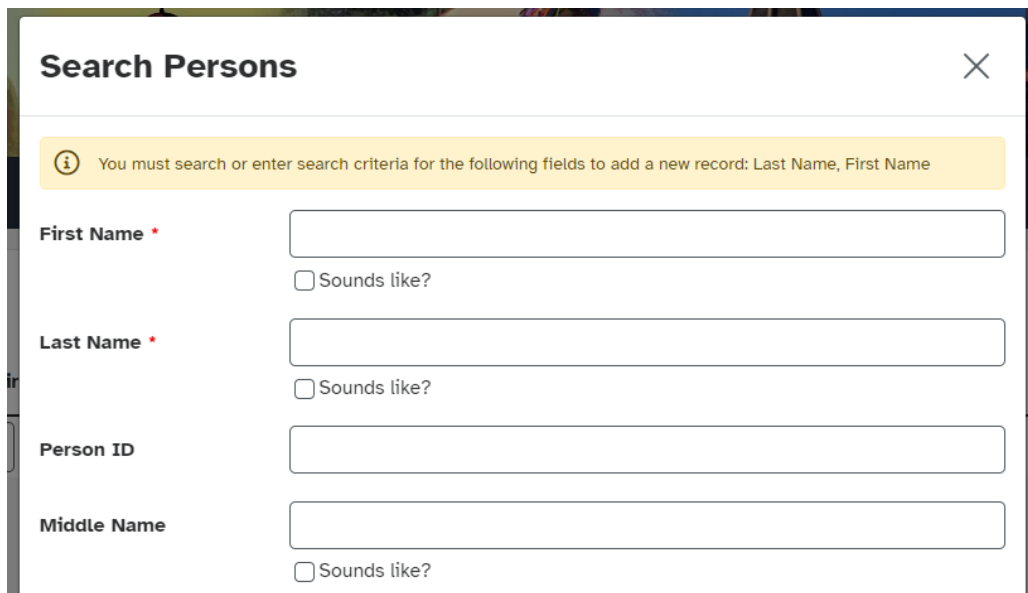 Search Persons
You must search or enter search criteria for the following fields to add a new record: Last Name, First Name
First Name *
Sounds like?
Last Name *
Sounds like?
Person ID
Middle Name
Sounds like?